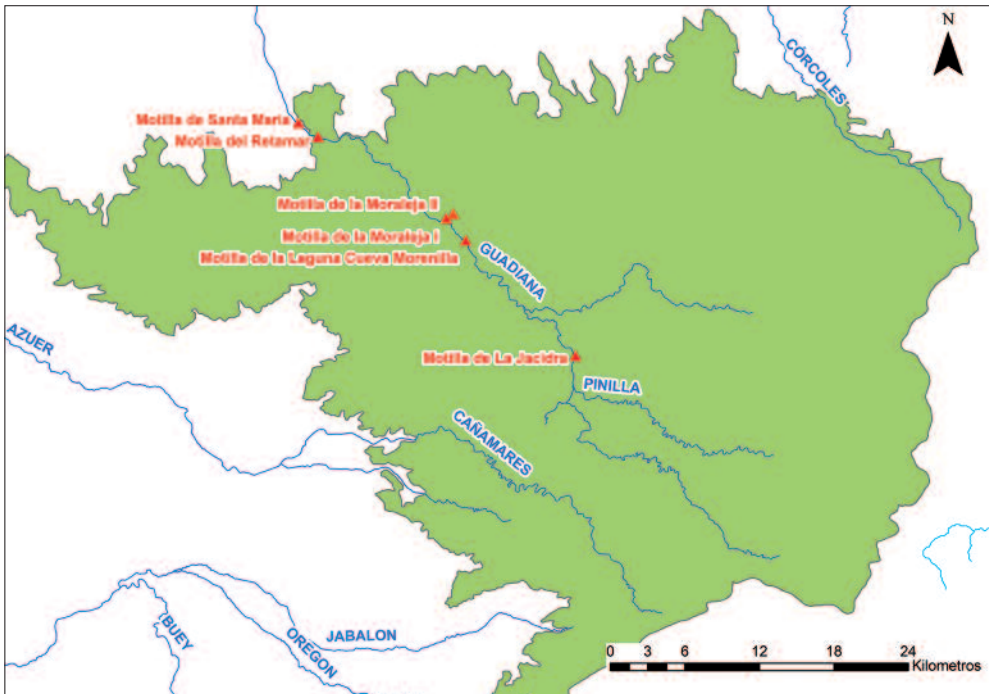 N
CÓRCOLES
Motilla de Santa María
Motilla del Retamar
Motilla de la Moraleja II
Motilla de la Moraleja I
Motilla de la Laguna Cueva Morenilla
GUADIANA
AZUER
Motilla de La Jacidra
PINILLA
CAÑAMARES
BUEY
OREGON
JABALON
0 3 6 12 18 24
Kilometros